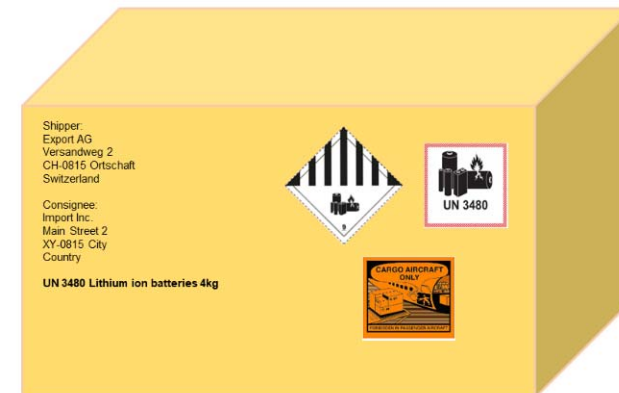 Shipper:
Export AG
Versandweg 2
CH-0815 Ortschaft
Switzerland
Consignee:
Import Inc.
Main Street 2
XY-0815 City
Country
UN 3480 Lithium ion batteries 4kg
9
UN 3480
CARGO AIRCRAFT
ONLY
FORBIDDEN IN PASSENGER AIRCRAFT